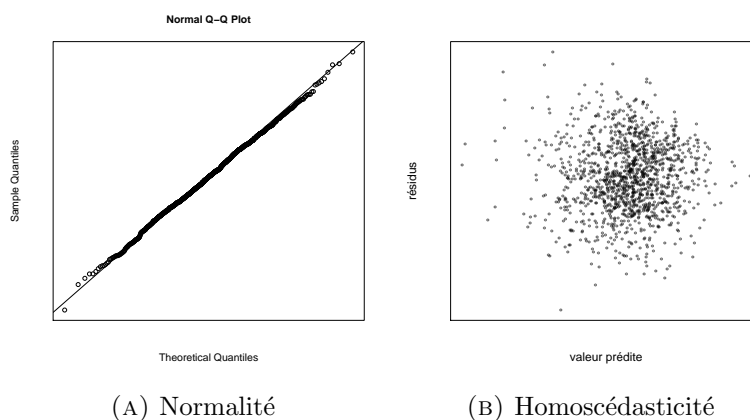 Normal Q–Q Plot
Sample Quantiles
Theoretical Quantiles
résidus
valeur prédite
(A) Normalité
(B) Homoscédasticité